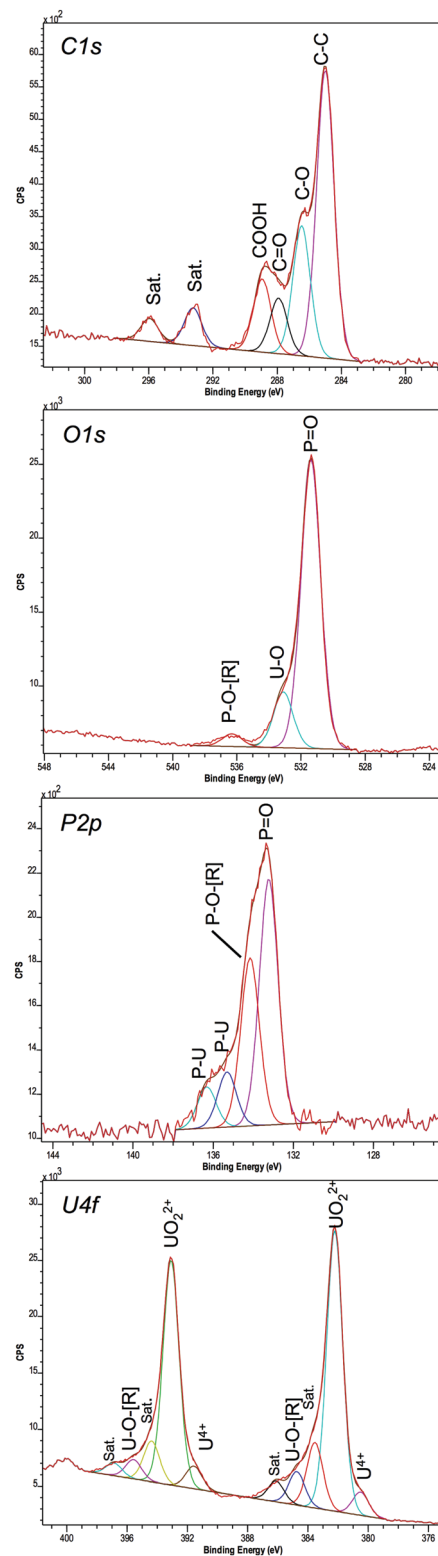 x 10²
C1s
C-C
C-O
COOH
C=O
Sat.
Sat.
60
55
50
45
40
35
30
25
20
15
CPS
300 296 292 288 284 280
Binding Energy (eV)
x 10³
O1s
P=O
U-O
P-O-[R]
25
20
15
10
CPS
548 544 540 536 532 528 524
Binding Energy (eV)
x 10²
P2p
P=O
P-O-[R]
P-U
P-U
24
22
20
18
16
14
12
10
CPS
144 140 136 132 128
Binding Energy (eV)
x 10³
U4f
UO₂²⁺
UO₂²⁺
Sat.
U-O-[R]
Sat.
U⁴⁺
Sat.
U-O-[R]
Sat.
U⁴⁺
30
25
20
15
10
5
CPS
400 396 392 388 384 380 376
Binding Energy (eV)